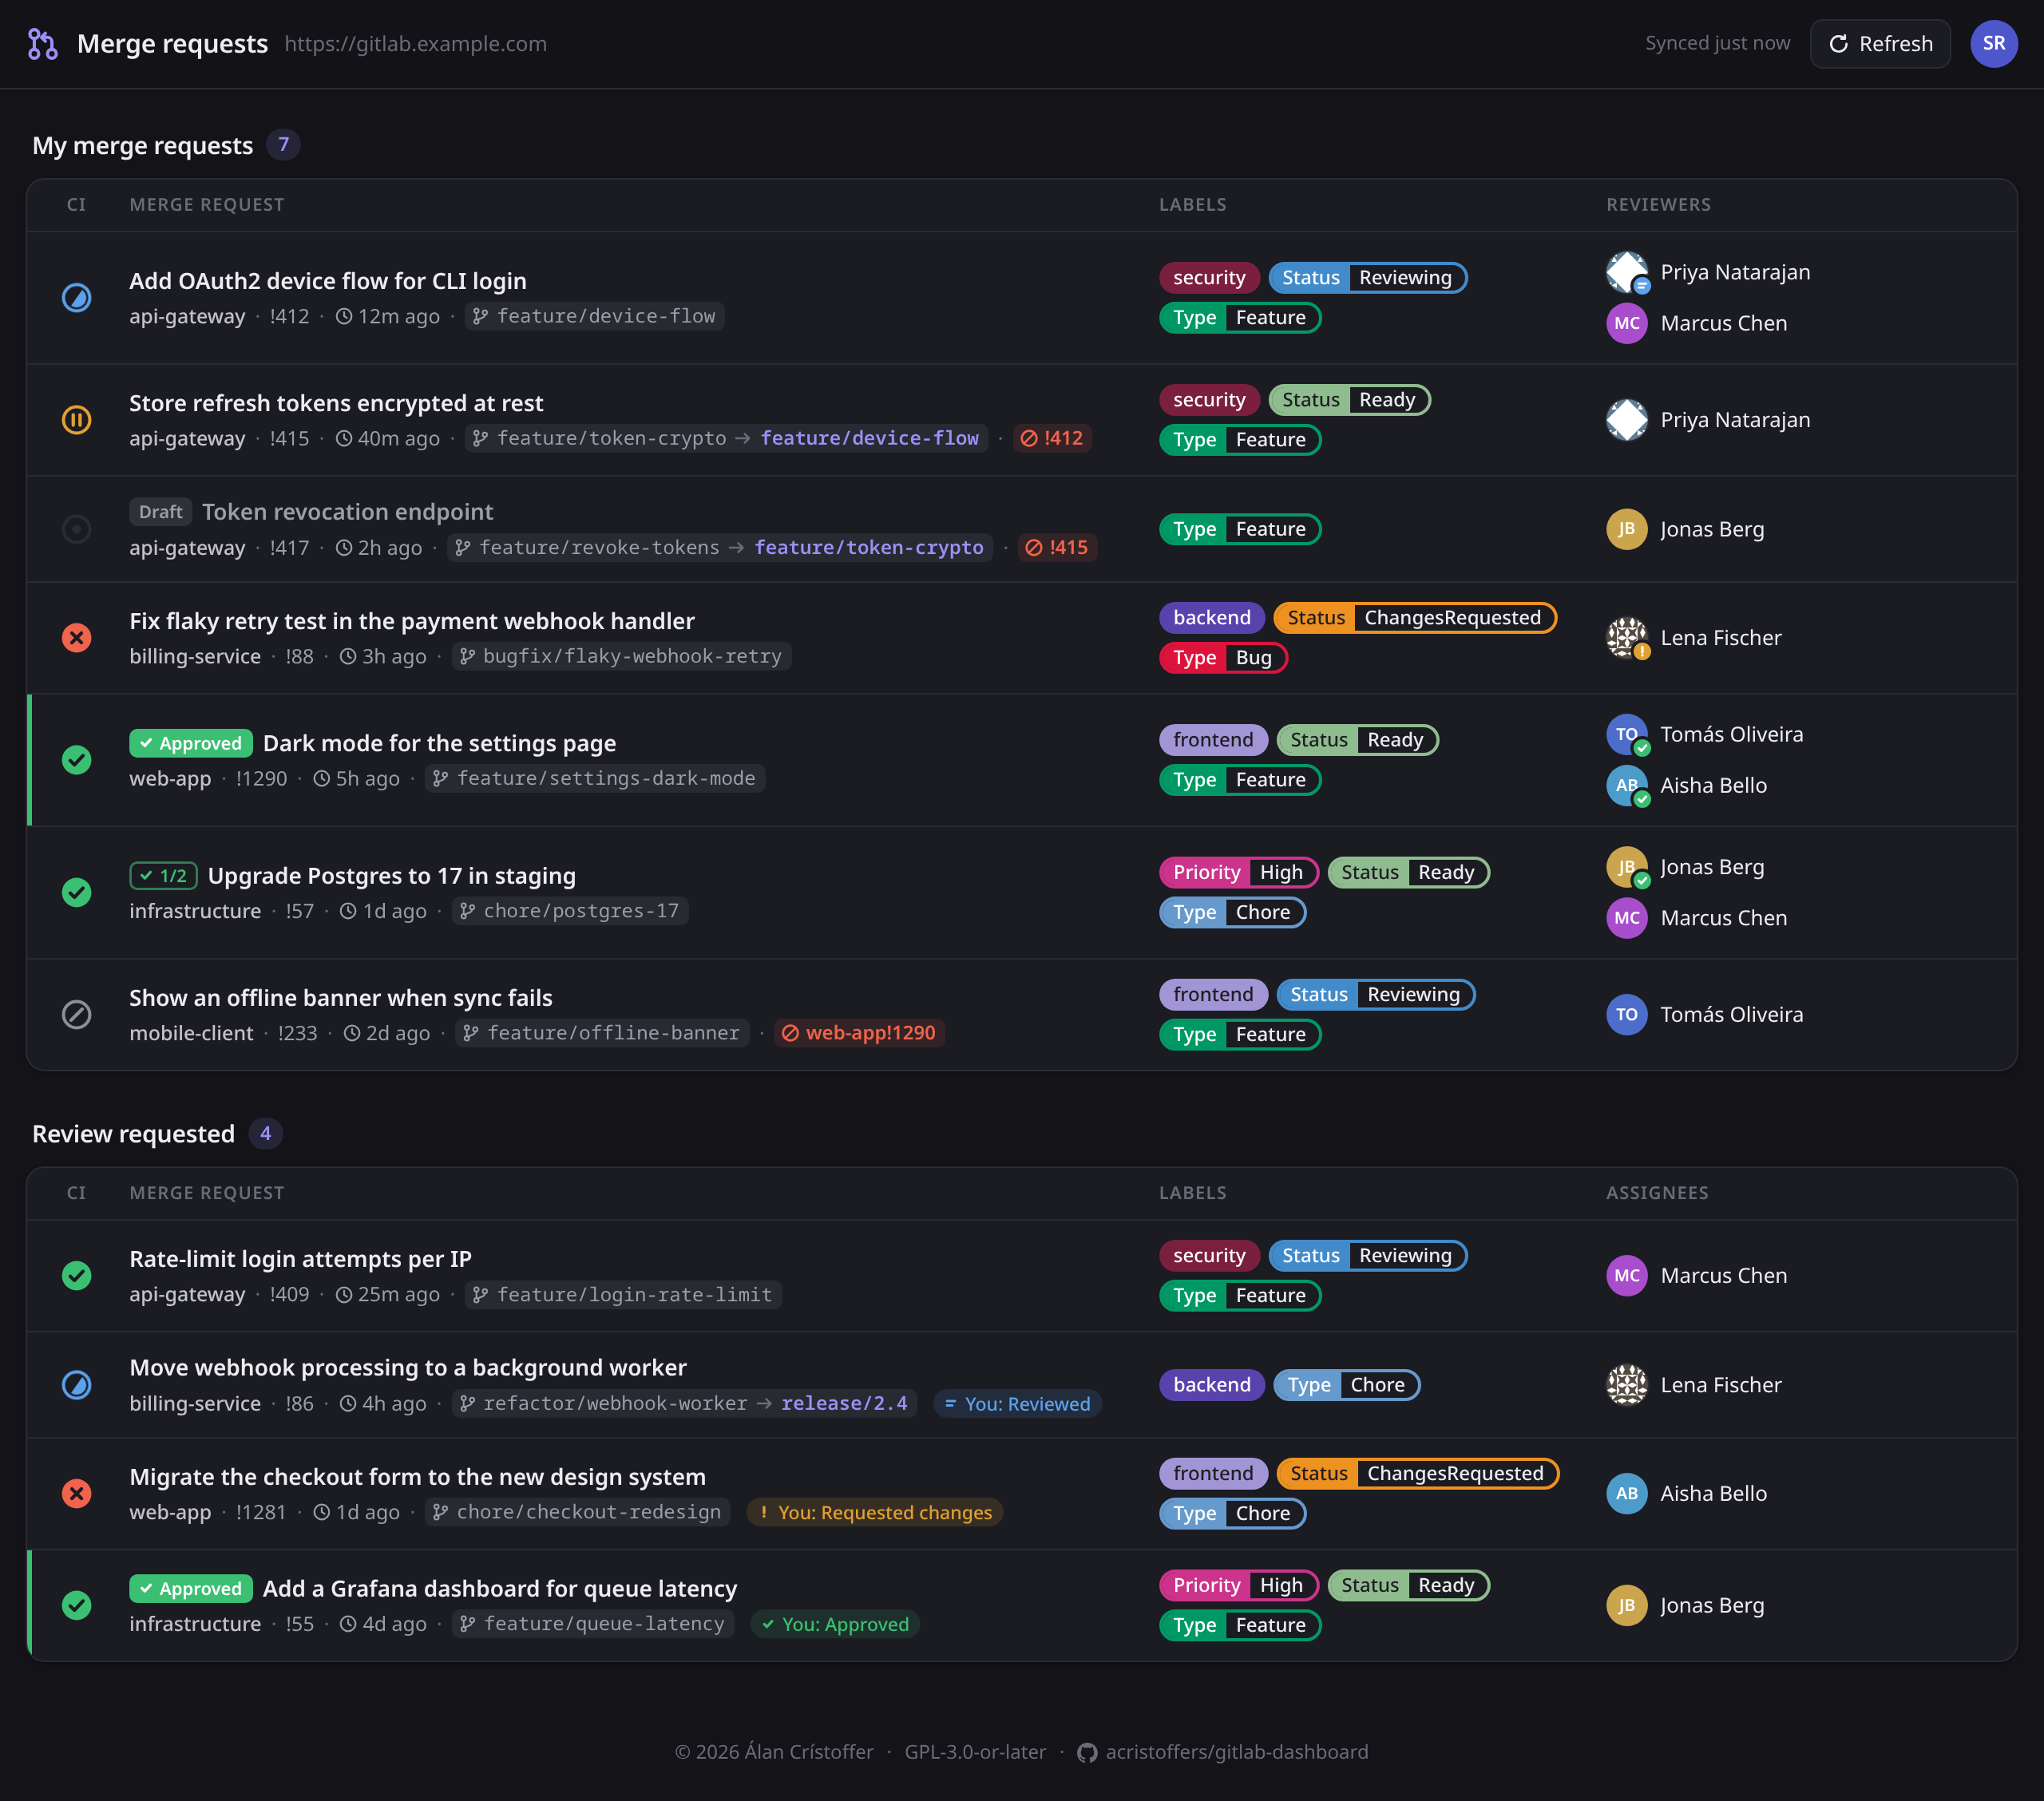 Merge requests https://gitlab.example.com Synced just now Refresh SR
My merge requests 7
CI MERGE REQUEST LABELS REVIEWERS
Add OAuth2 device flow for CLI login
api-gateway · !412 · 12m ago · feature/device-flow
security Status Reviewing
Type Feature
Priya Natarajan
MC Marcus Chen
Store refresh tokens encrypted at rest
api-gateway · !415 · 40m ago · feature/token-crypto → feature/device-flow · !412
security Status Ready
Type Feature
Priya Natarajan
Draft Token revocation endpoint
api-gateway · !417 · 2h ago · feature/revoke-tokens → feature/token-crypto · !415
Type Feature
JB Jonas Berg
Fix flaky retry test in the payment webhook handler
billing-service · !88 · 3h ago · bugfix/flaky-webhook-retry
backend Status ChangesRequested
Type Bug
Lena Fischer
Approved Dark mode for the settings page
web-app · !1290 · 5h ago · feature/settings-dark-mode
frontend Status Ready
Type Feature
TO Tomás Oliveira
AB Aisha Bello
1/2 Upgrade Postgres to 17 in staging
infrastructure · !57 · 1d ago · chore/postgres-17
Priority High Status Ready
Type Chore
JB Jonas Berg
MC Marcus Chen
Show an offline banner when sync fails
mobile-client · !233 · 2d ago · feature/offline-banner · web-app!1290
frontend Status Reviewing
Type Feature
TO Tomás Oliveira
Review requested 4
CI MERGE REQUEST LABELS ASSIGNEES
Rate-limit login attempts per IP
api-gateway · !409 · 25m ago · feature/login-rate-limit
security Status Reviewing
Type Feature
MC Marcus Chen
Move webhook processing to a background worker
billing-service · !86 · 4h ago · refactor/webhook-worker → release/2.4 You: Reviewed
backend Type Chore
Lena Fischer
Migrate the checkout form to the new design system
web-app · !1281 · 1d ago · chore/checkout-redesign ! You: Requested changes
frontend Status ChangesRequested
Type Chore
AB Aisha Bello
Approved Add a Grafana dashboard for queue latency
infrastructure · !55 · 4d ago · feature/queue-latency You: Approved
Priority High Status Ready
Type Feature
JB Jonas Berg
© 2026 Álan Crístoffer · GPL-3.0-or-later · acristoffers/gitlab-dashboard